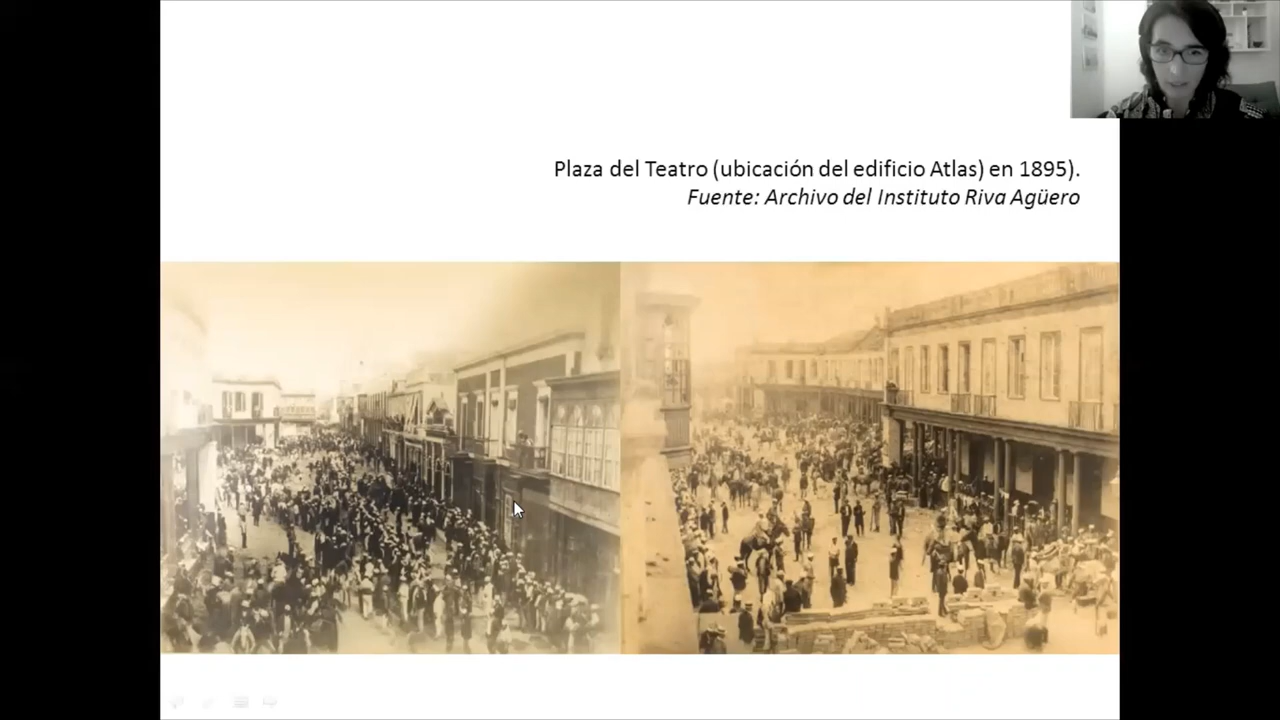 Plaza del Teatro (ubicación del edificio Atlas) en 1895).
Fuente: Archivo del Instituto Riva Agüero